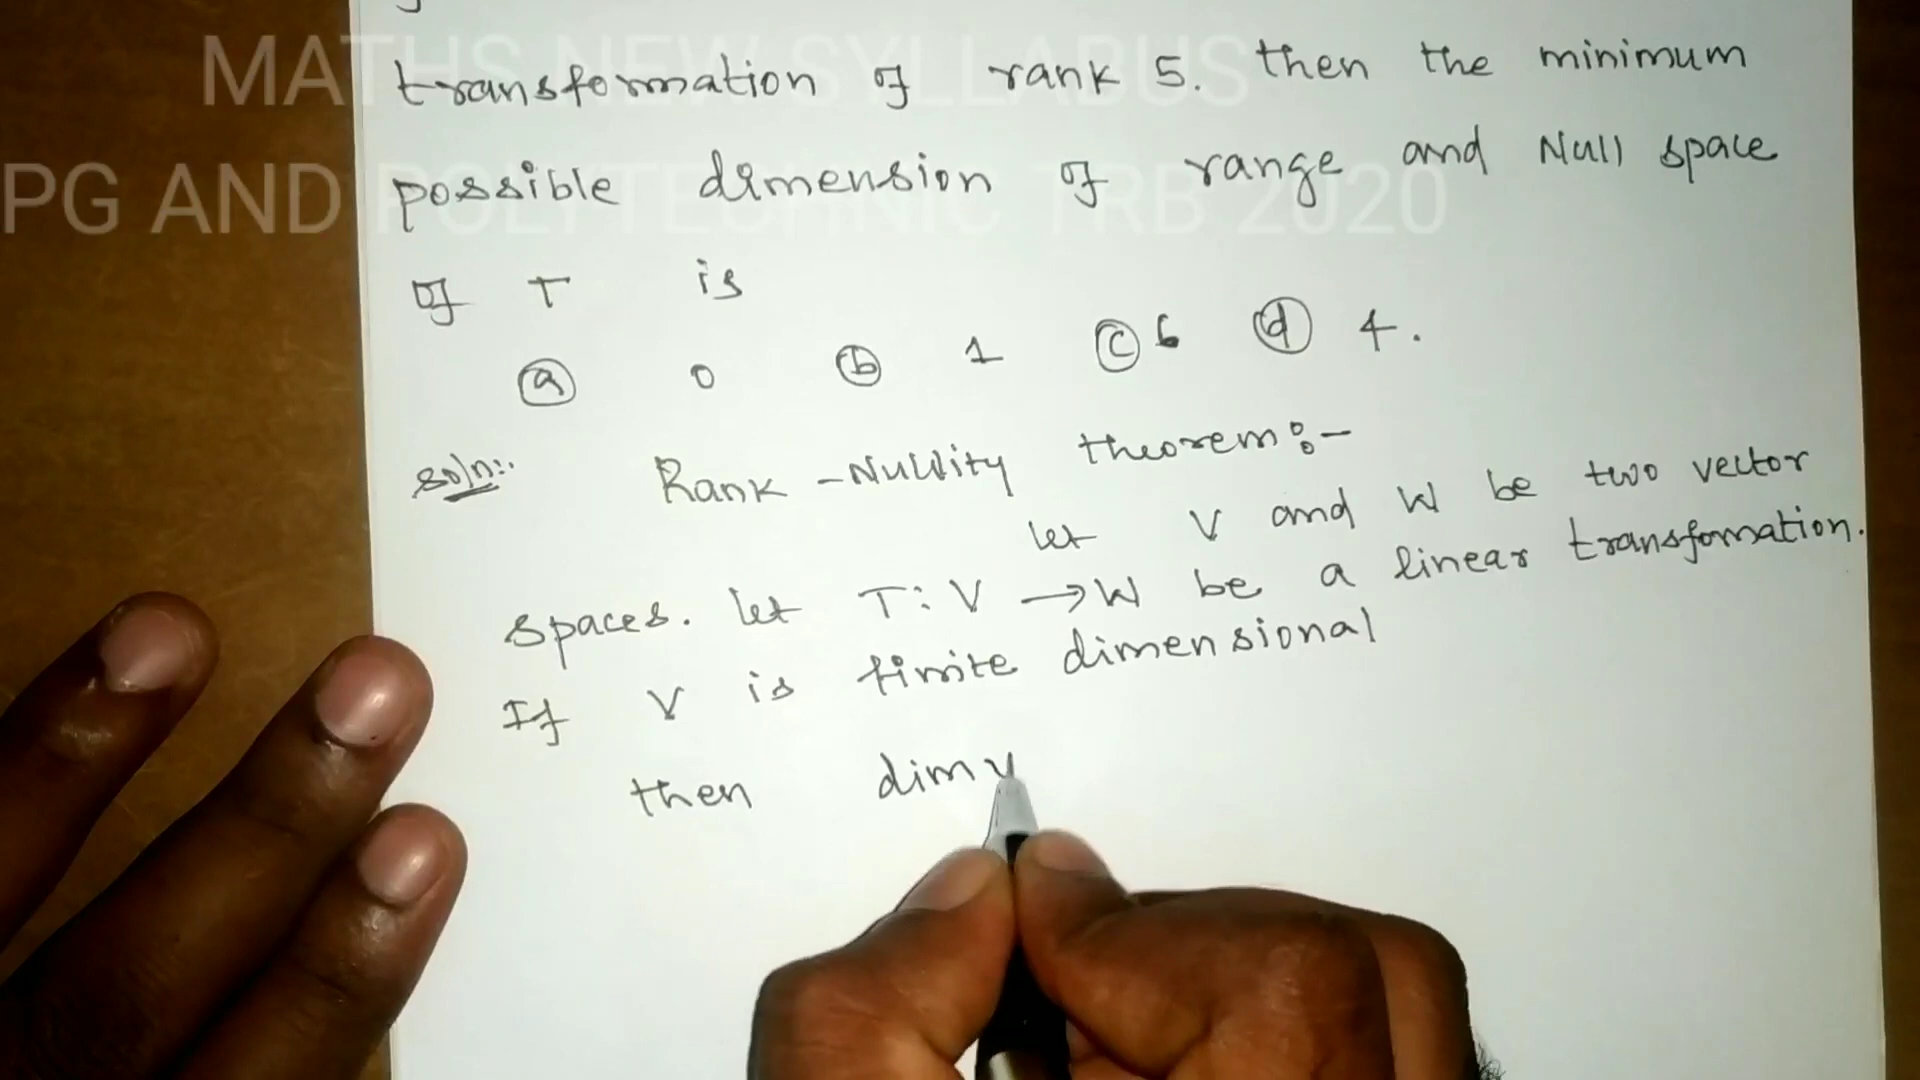 MATHS NEW SYLLABUS
PG AND POLYTECHNIC TRB 2020
transformation of rank 5. then the minimum
possible dimension of range and Null space
of T is
(a) 0 (b) 1 (c) 6 (d) 4.
soln:. Rank - Nullity theorem:-
let V and W be two vector
spaces. let T: V → W be a linear transformation.
If V is finite dimensional
then dim V